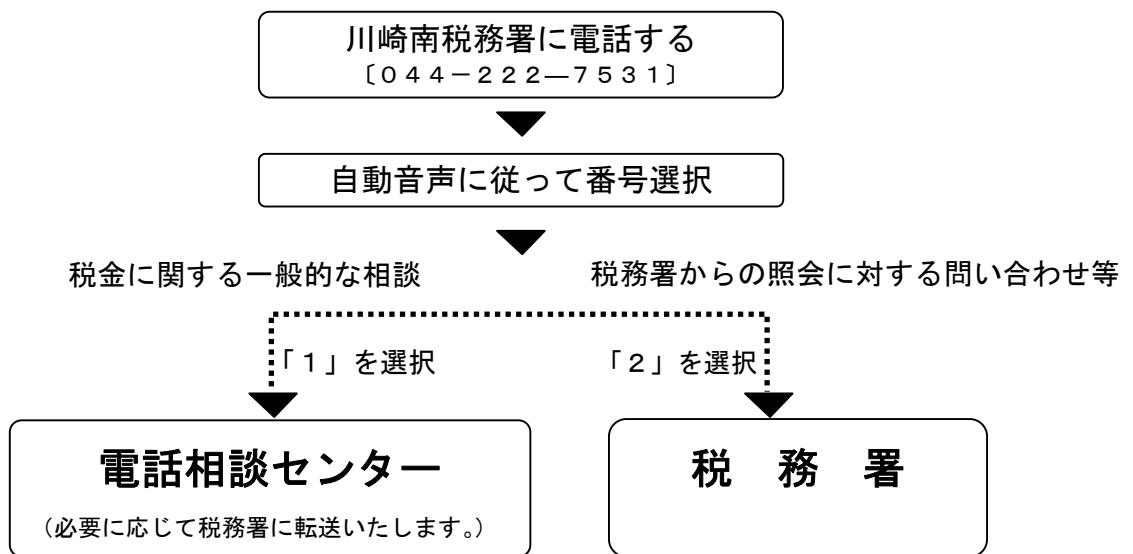 川崎南税務署に電話する
〔０４４－２２２―７５３１〕
自動音声に従って番号選択
税金に関する一般的な相談
税務署からの照会に対する問い合わせ等
「１」を選択
「２」を選択
電話相談センター
（必要に応じて税務署に転送いたします。）
税　務　署